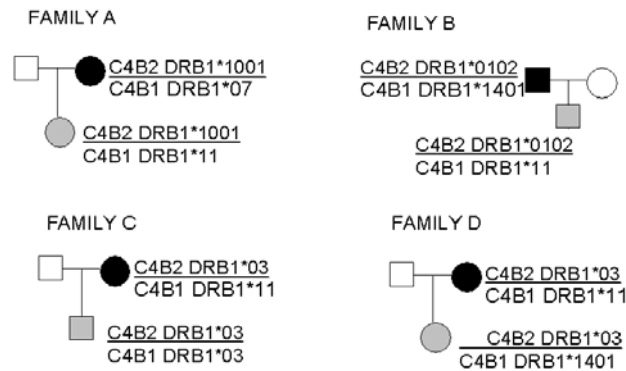 FAMILY A
C4B2 DRB1*1001
C4B1 DRB1*07
C4B2 DRB1*1001
C4B1 DRB1*11
FAMILY B
C4B2 DRB1*0102
C4B1 DRB1*1401
C4B2 DRB1*0102
C4B1 DRB1*11
FAMILY C
C4B2 DRB1*03
C4B1 DRB1*11
C4B2 DRB1*03
C4B1 DRB1*03
FAMILY D
C4B2 DRB1*03
C4B1 DRB1*11
C4B2 DRB1*03
C4B1 DRB1*1401